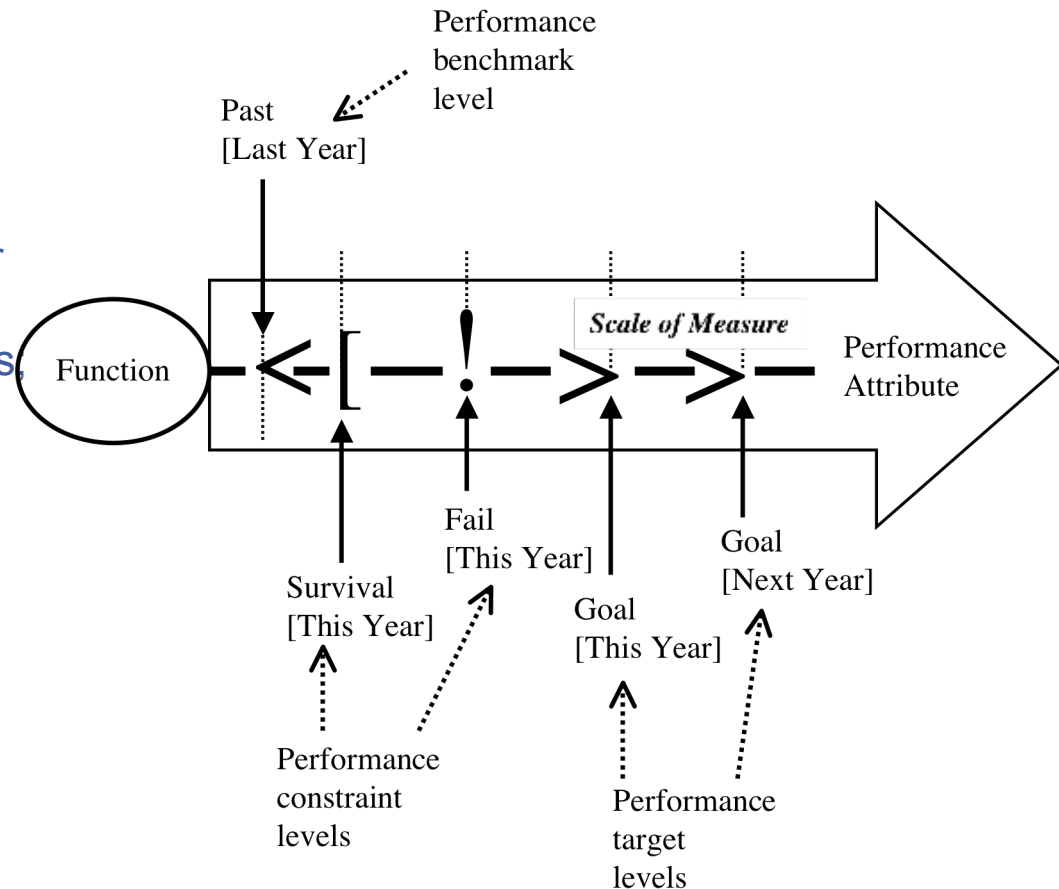 Performance
benchmark
level
Past
[Last Year]
s;
Function
<
[
!
>
>
Scale of Measure
Performance
Attribute
Fail
[This Year]
Goal
[Next Year]
Survival
[This Year]
Goal
[This Year]
Performance
constraint
levels
Performance
target
levels